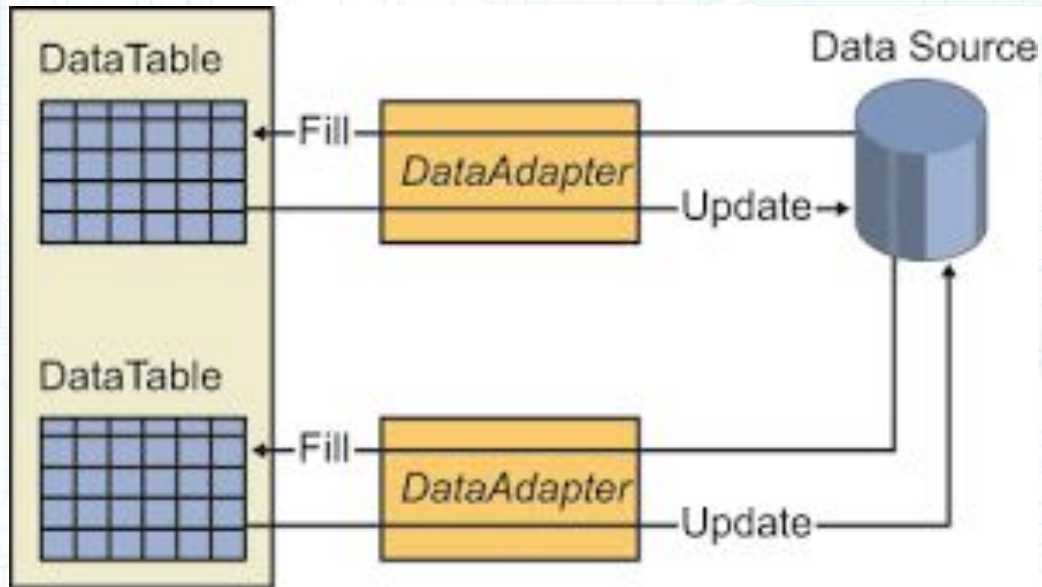 DataTable
Data Source
Fill
DataAdapter
Update
DataTable
Fill
DataAdapter
Update